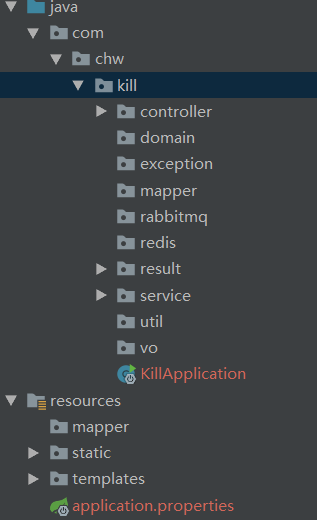 java
com
chw
kill
controller
domain
exception
mapper
rabbitmq
redis
result
service
util
vo
KillApplication
resources
mapper
static
templates
application.properties